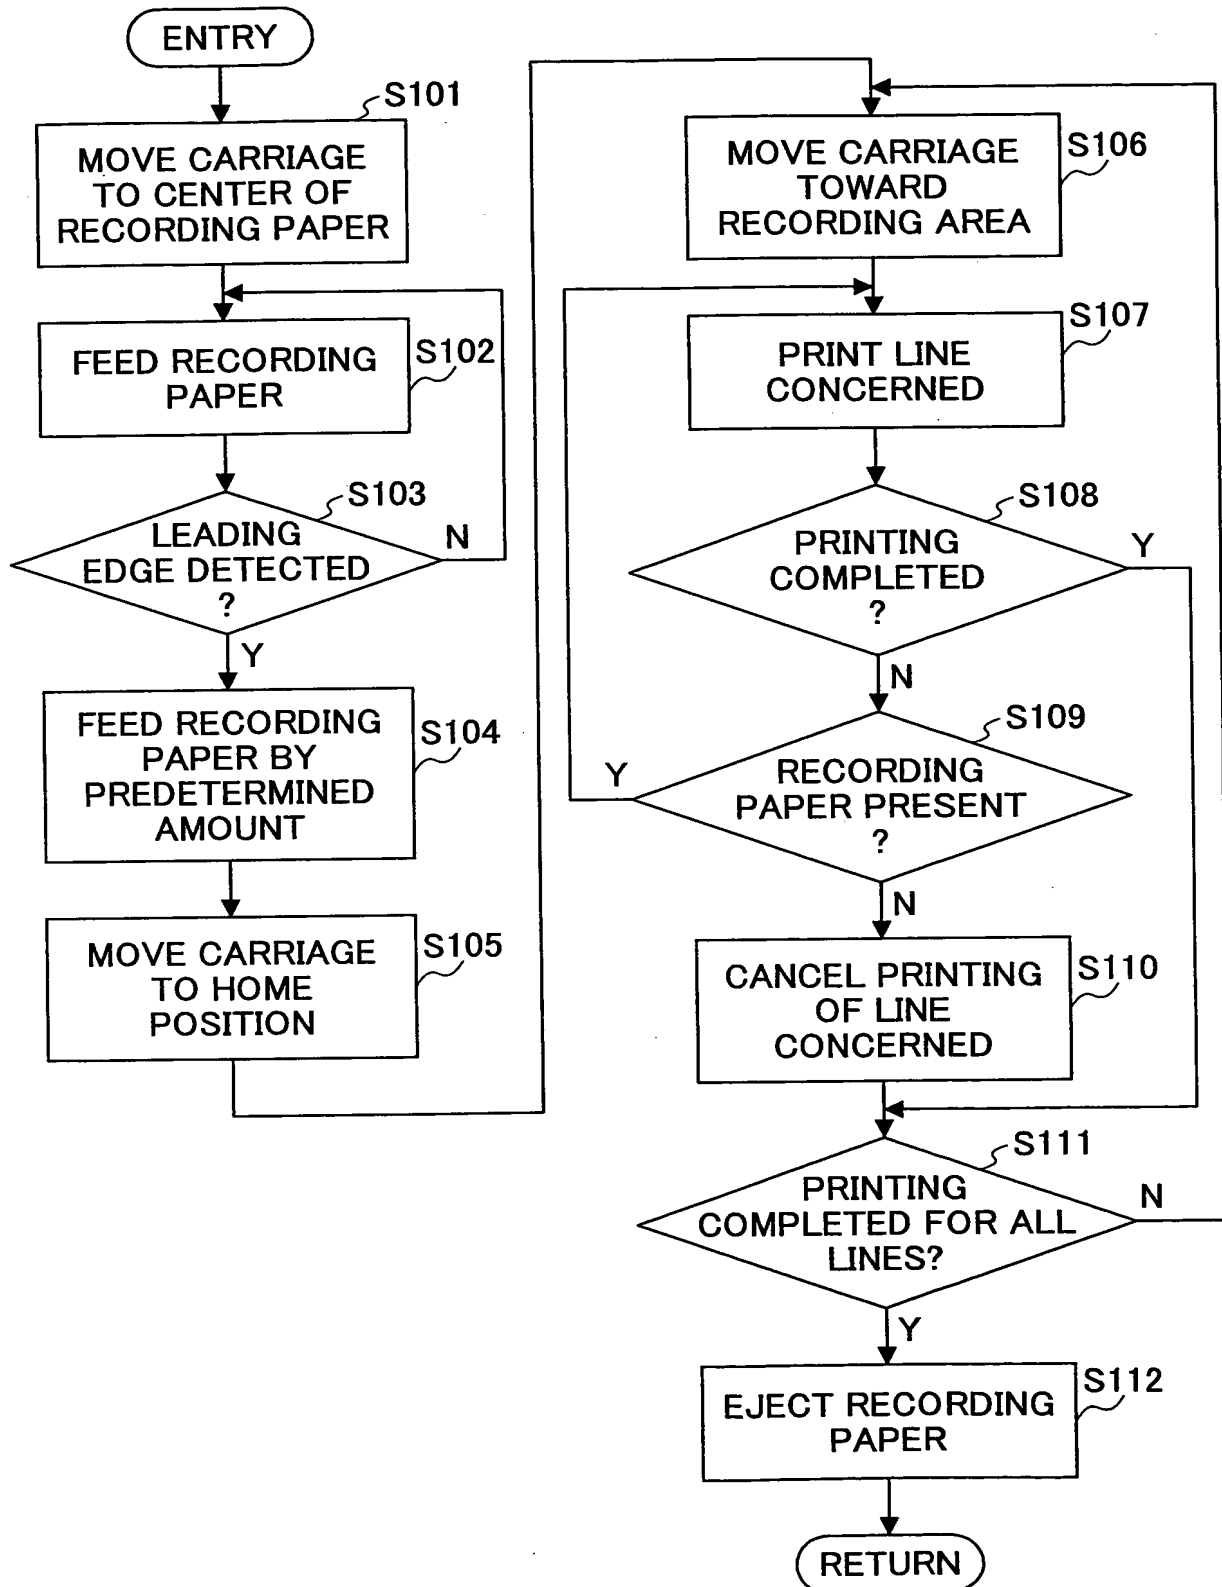 ENTRY
S101
MOVE CARRIAGE
TO CENTER OF
RECORDING PAPER
S102
FEED RECORDING
PAPER
S103
LEADING
EDGE DETECTED
?
N
Y
S104
FEED RECORDING
PAPER BY
PREDETERMINED
AMOUNT
S105
MOVE CARRIAGE
TO HOME
POSITION
S106
MOVE CARRIAGE
TOWARD
RECORDING AREA
S107
PRINT LINE
CONCERNED
S108
PRINTING
COMPLETED
?
Y
N
S109
RECORDING
PAPER PRESENT
?
Y
N
S110
CANCEL PRINTING
OF LINE
CONCERNED
S111
PRINTING
COMPLETED FOR ALL
LINES?
N
Y
S112
EJECT RECORDING
PAPER
RETURN